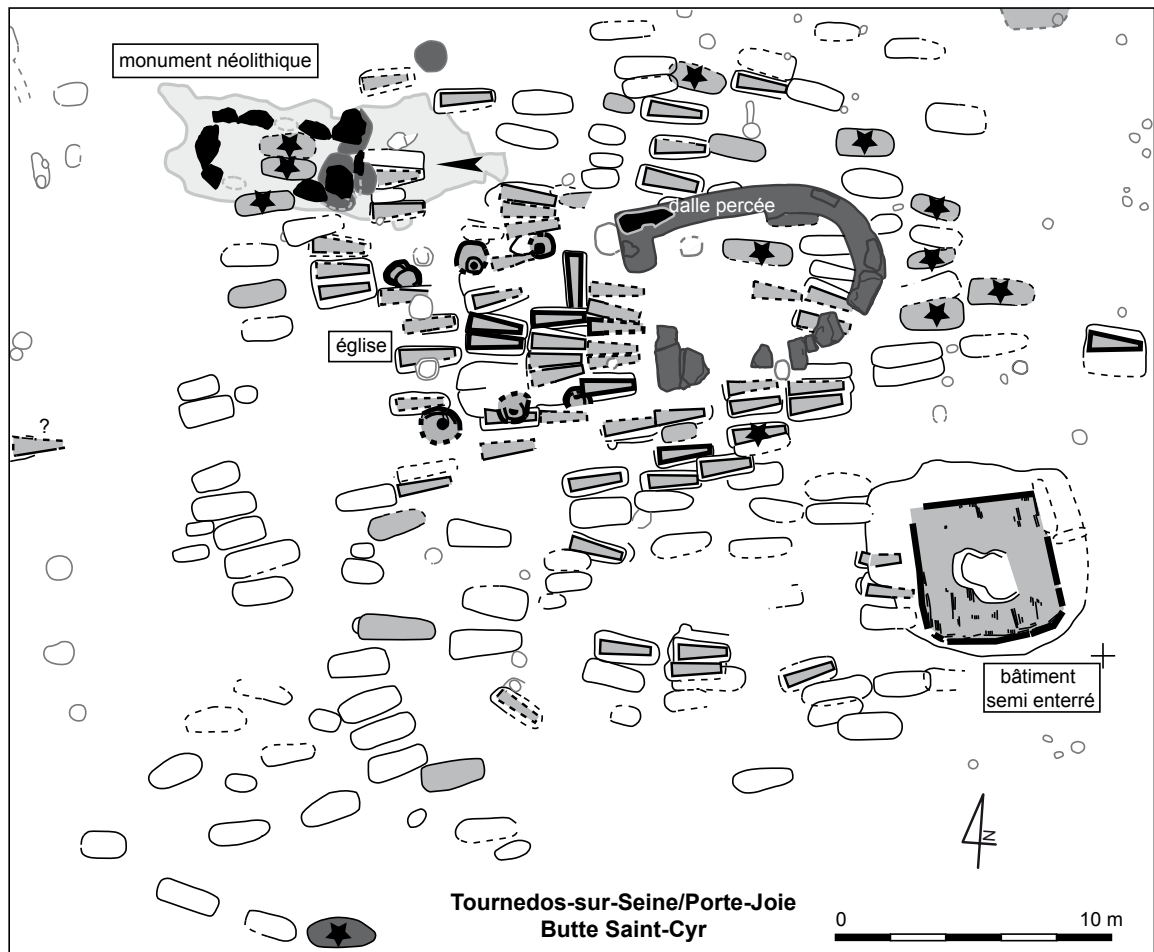 monument néolithique
dalle percée
église
?
bâtiment
semi enterré
N
Tournedos-sur-Seine/Porte-Joie
Butte Saint-Cyr
0
10 m